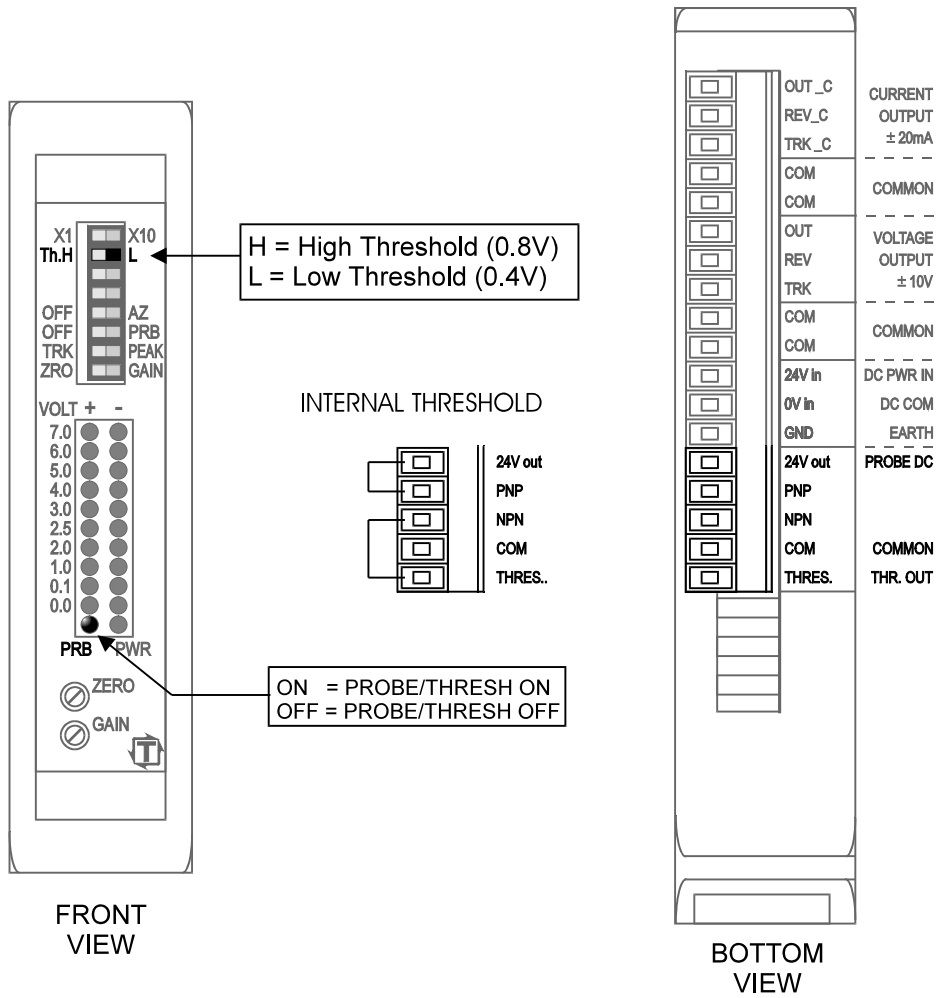 X1 X10
Th.H L
OFF AZ
OFF PRB
TRK PEAK
ZRO GAIN
VOLT + -
7.0
6.0
5.0
4.0
3.0
2.5
2.0
1.0
0.1
0.0
PRB PWR
ZERO
GAIN
T
FRONT
VIEW
H = High Threshold (0.8V)
L = Low Threshold (0.4V)
INTERNAL THRESHOLD
24V out
PNP
NPN
COM
THRES..
ON = PROBE/THRESH ON
OFF = PROBE/THRESH OFF
OUT _C
REV_C
TRK _C
CURRENT
OUTPUT
± 20mA
COM
COM
COMMON
OUT
REV
TRK
VOLTAGE
OUTPUT
± 10V
COM
COM
COMMON
24V in DC PWR IN
0V in DC COM
GND EARTH
24V out PROBE DC
PNP
NPN
COM COMMON
THRES. THR. OUT
BOTTOM
VIEW